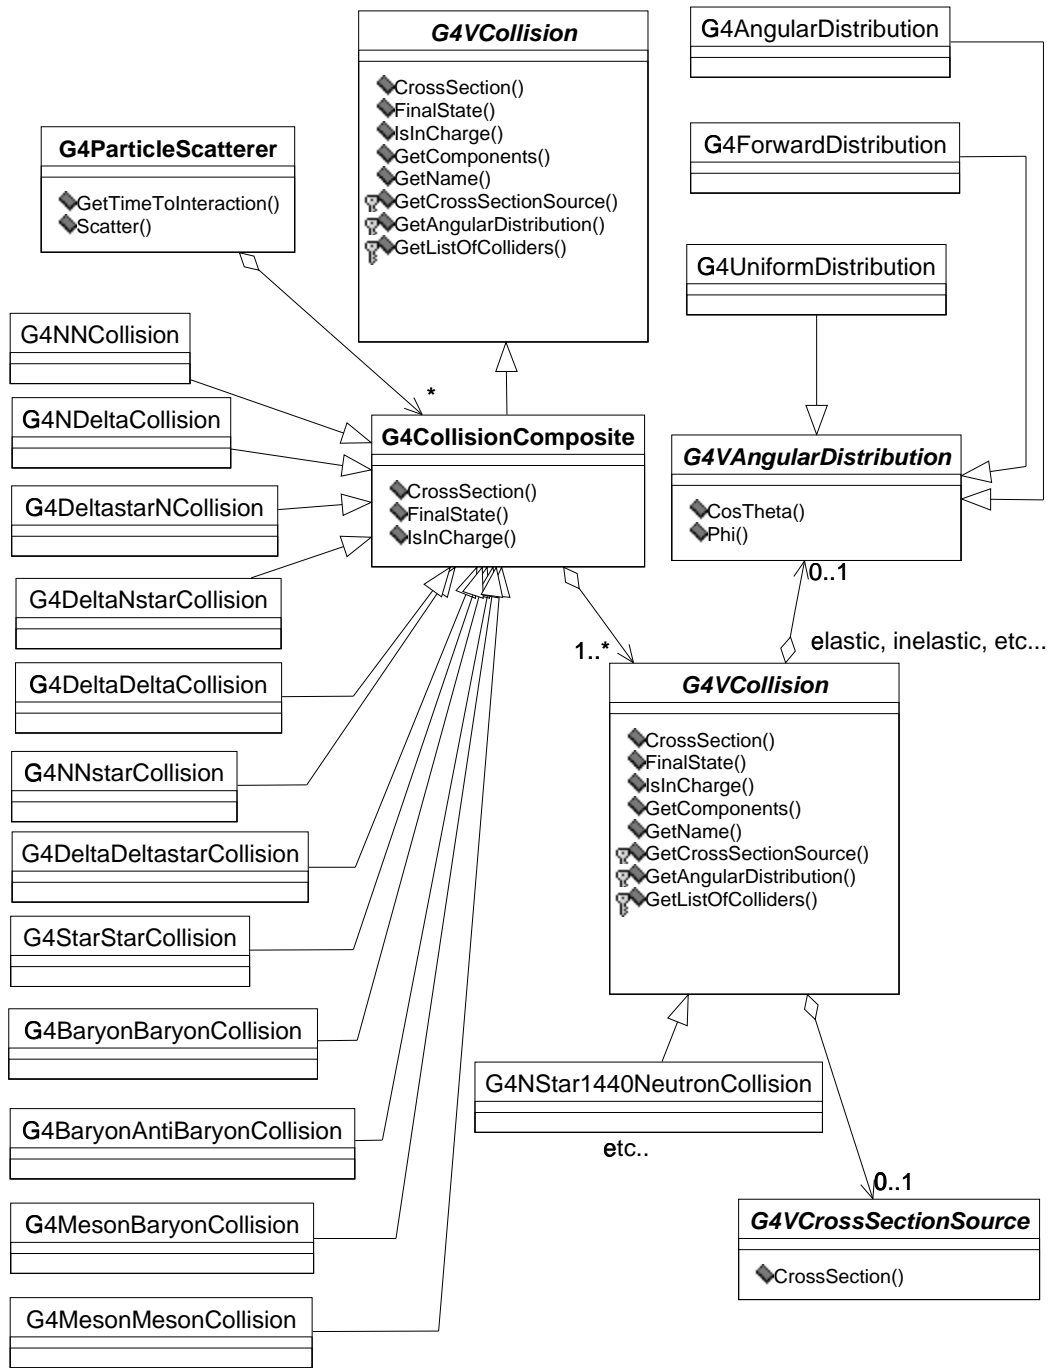 G4VCollision
CrossSection()
FinalState()
IsInCharge()
GetComponents()
GetName()
GetCrossSectionSource()
GetAngularDistribution()
GetListOfColliders()
G4AngularDistribution
G4ForwardDistribution
G4UniformDistribution
G4ParticleScatterer
GetTimeToInteraction()
Scatter()
*
G4NNCollision
G4NDeltaCollision
G4DeltastarNCollision
G4DeltaNstarCollision
G4DeltaDeltaCollision
G4NNstarCollision
G4DeltaDeltastarCollision
G4StarStarCollision
G4BaryonBaryonCollision
G4BaryonAntiBaryonCollision
G4MesonBaryonCollision
G4MesonMesonCollision
G4CollisionComposite
CrossSection()
FinalState()
IsInCharge()
1..*
G4VAngularDistribution
CosTheta()
Phi()
0..1
elastic, inelastic, etc...
G4VCollision
CrossSection()
FinalState()
IsInCharge()
GetComponents()
GetName()
GetCrossSectionSource()
GetAngularDistribution()
GetListOfColliders()
G4NStar1440NeutronCollision
etc..
0..1
G4VCrossSectionSource
CrossSection()